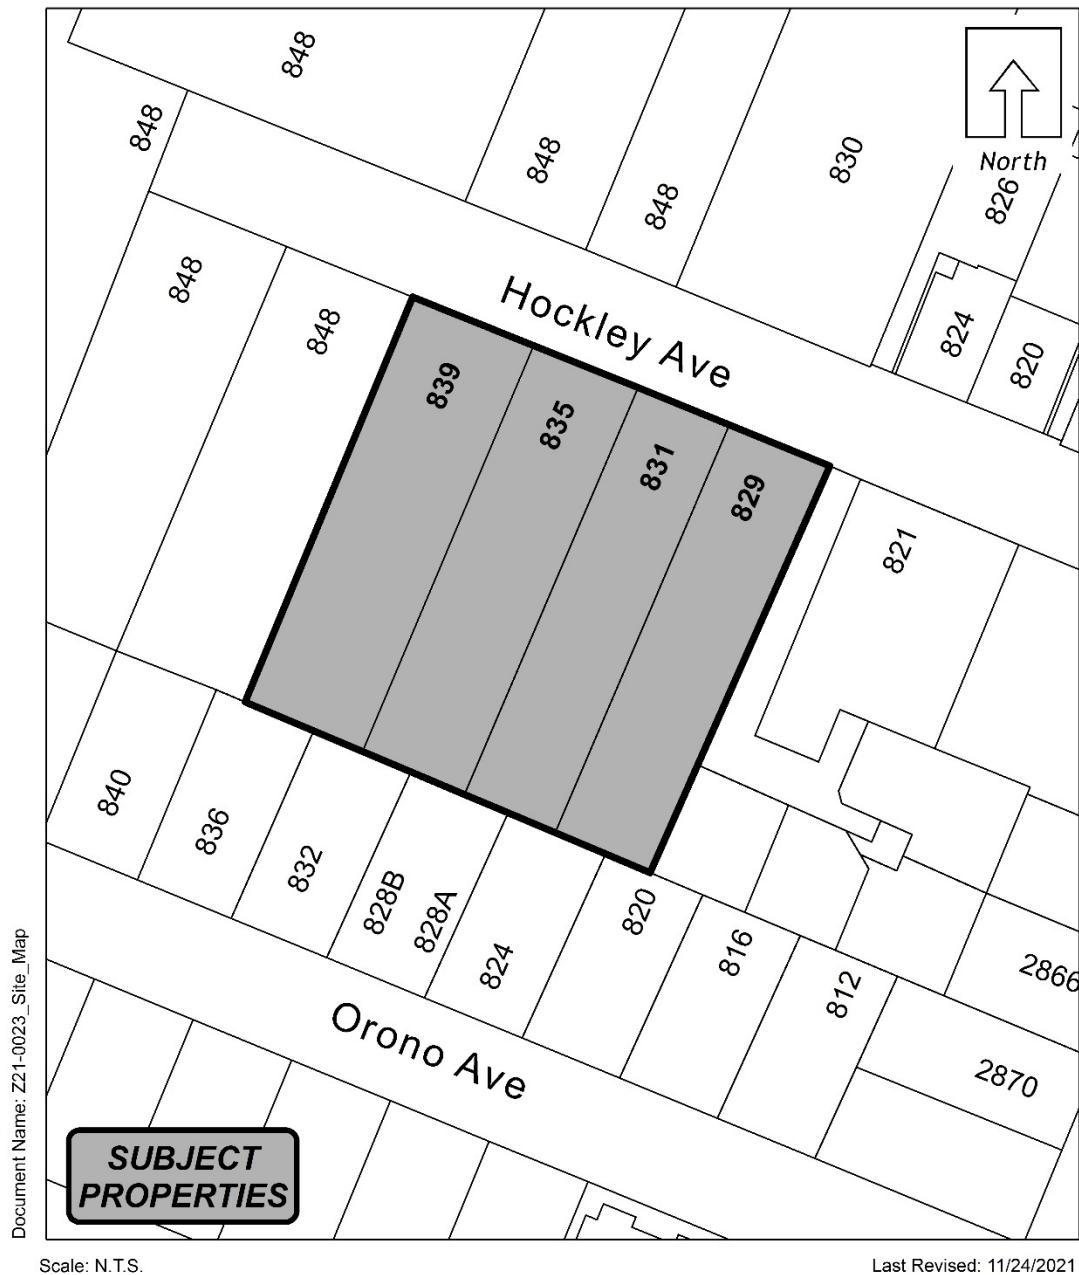 848
848
848
848
830
North
826
848
848
Hockley Ave
824
820
839
835
831
829
821
840
836
832
828B
828A
824
820
816
812
2866
2870
Orono Ave
SUBJECT
PROPERTIES
Document Name: Z21-0023_Site_Map
Scale: N.T.S.
Last Revised: 11/24/2021